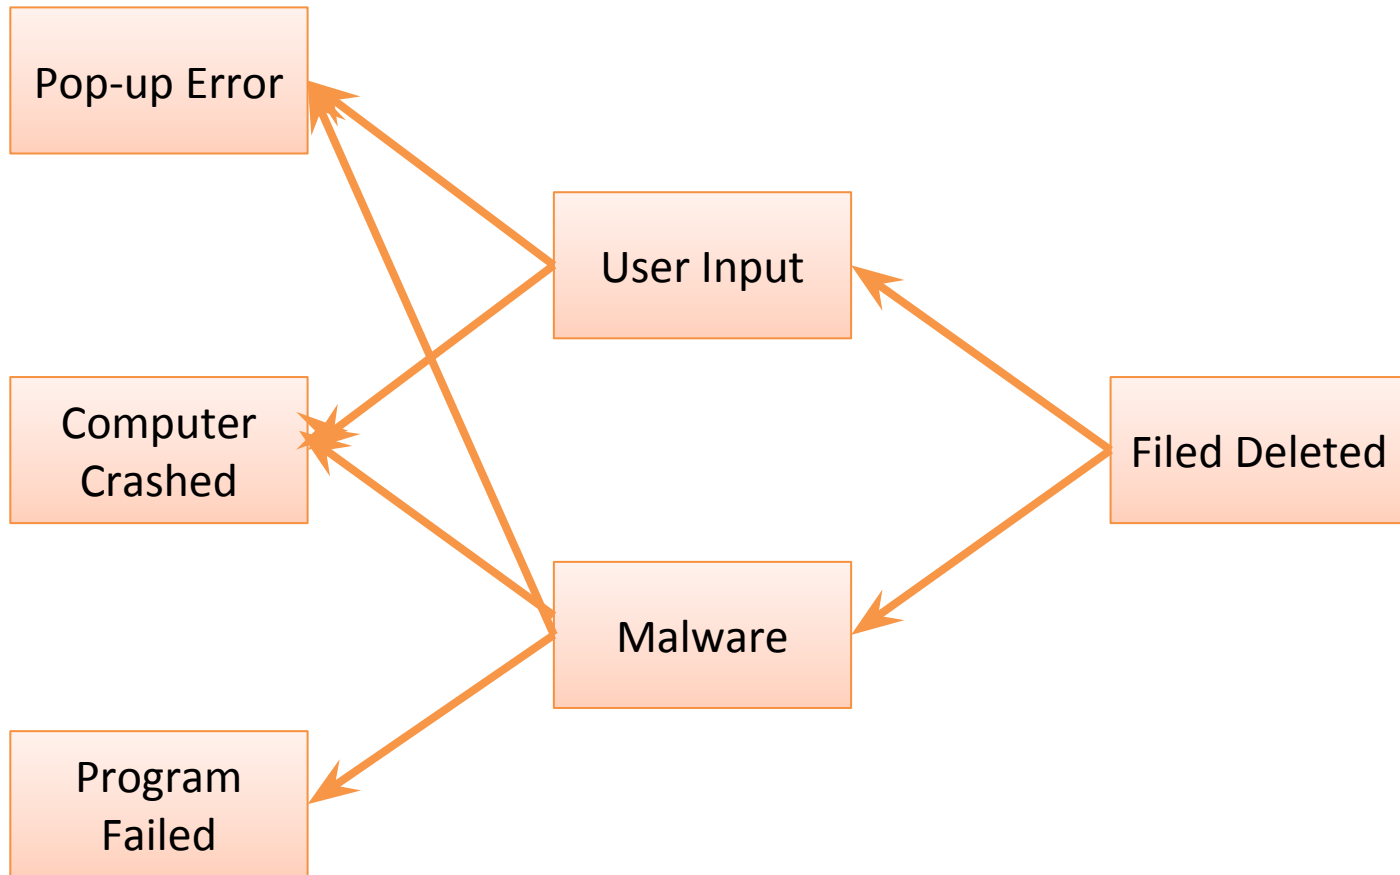 Pop-up Error
User Input
Computer
Crashed
Filed Deleted
Malware
Program
Failed